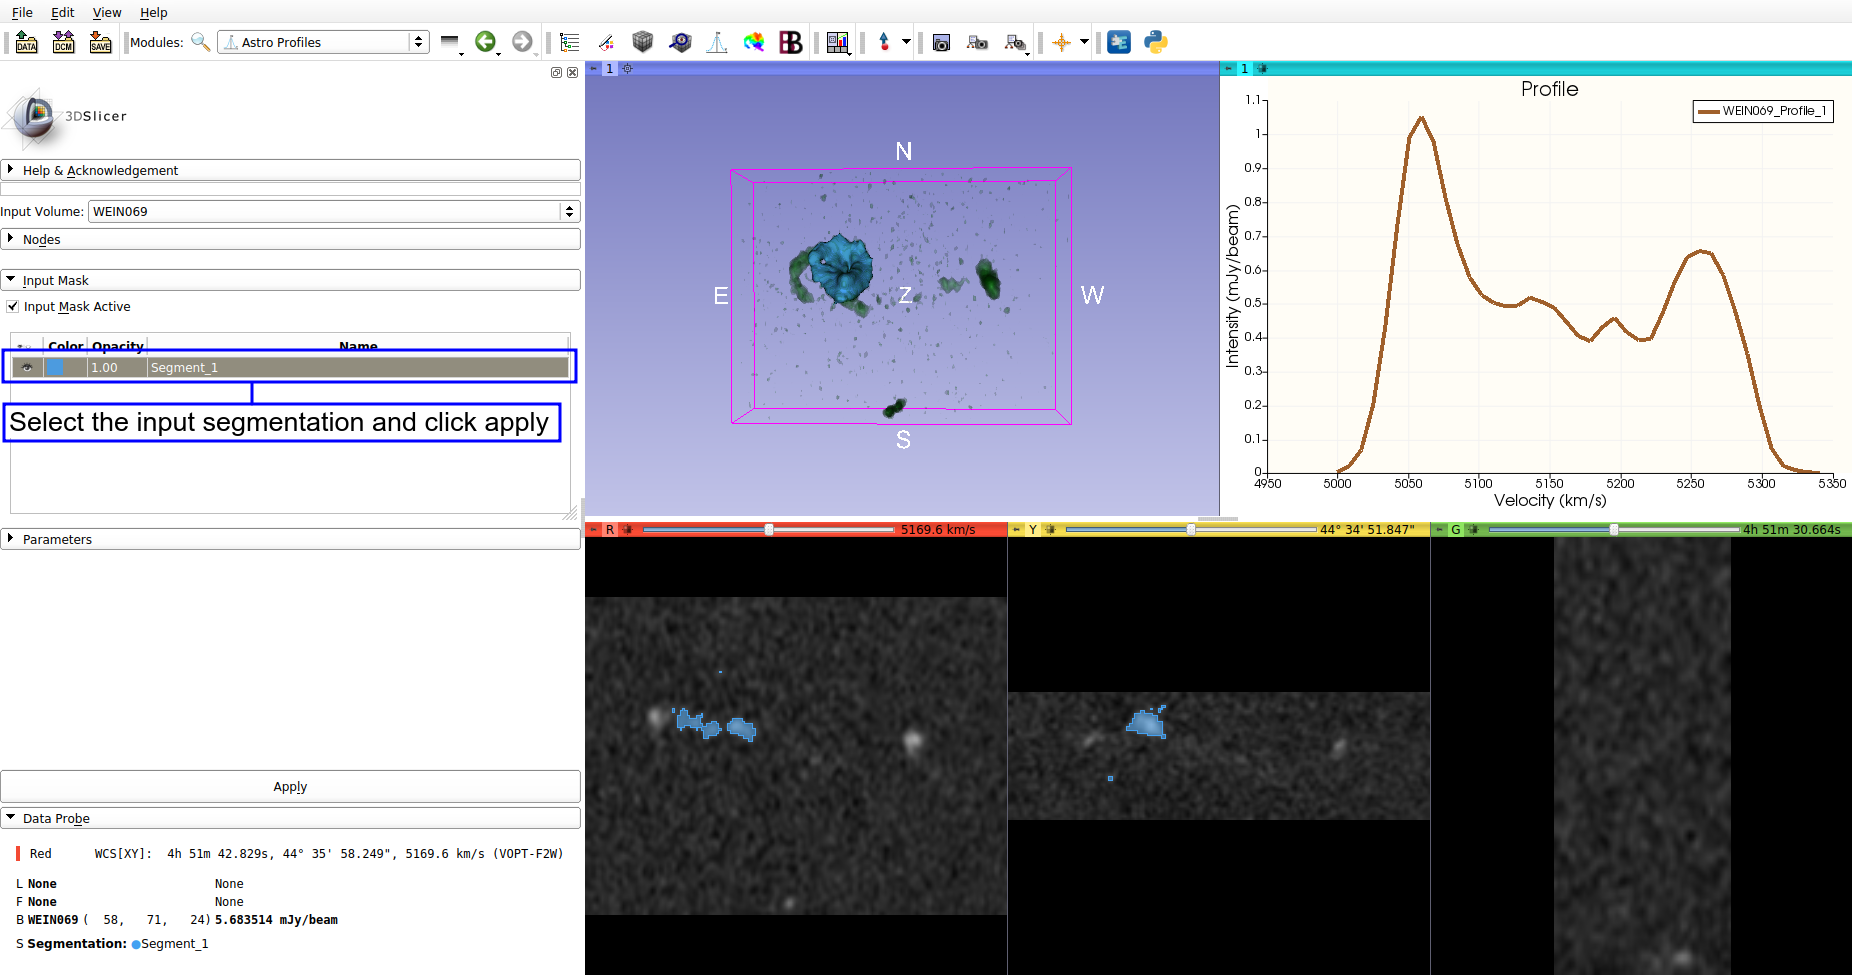 File Edit View Help
DATA DCM SAVE Modules: Astro Profiles
3DSlicer
Help & Acknowledgement
Input Volume: WEIN069
Nodes
Input Mask
Input Mask Active
Color Opacity Name
1.00 Segment_1
Select the input segmentation and click apply
Parameters
Apply
Data Probe
Red WCS[XY]: 4h 51m 42.829s, 44° 35' 58.249", 5169.6 km/s (VOPT-F2W)
L None None
F None None
B WEIN069 ( 58, 71, 24) 5.683514 mJy/beam
S Segmentation: Segment_1
1
N
E Z W
S
1
Profile
WEIN069_Profile_1
Intensity (mJy/beam)
1.1
1
0.9
0.8
0.7
0.6
0.5
0.4
0.3
0.2
0.1
0
4950 5000 5050 5100 5150 5200 5250 5300 5350
Velocity (km/s)
R 5169.6 km/s
Y 44° 34' 51.847"
G 4h 51m 30.664s